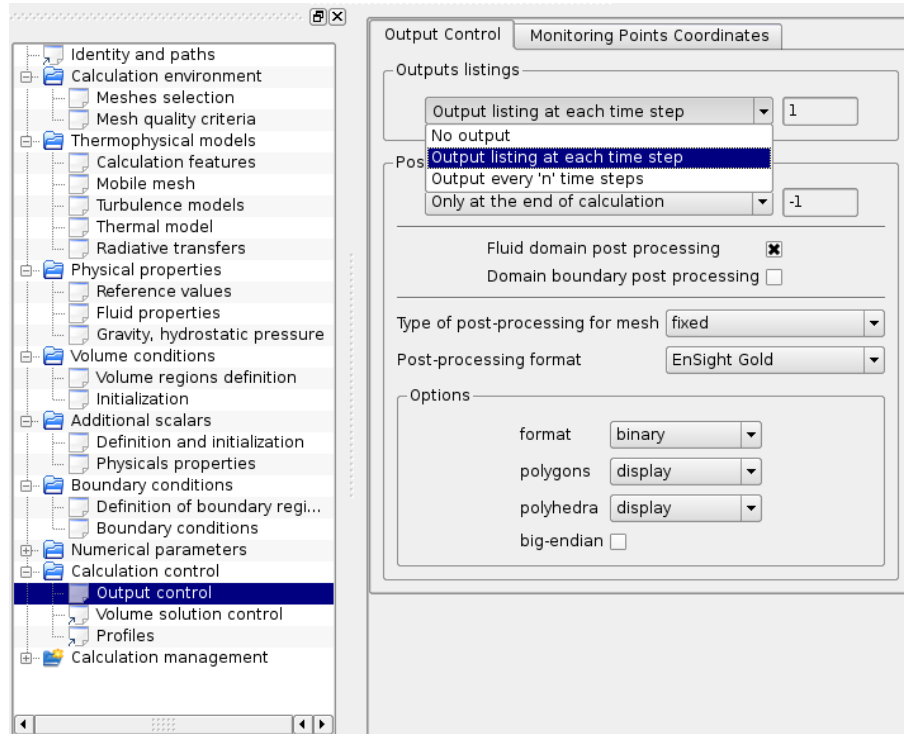 Identity and paths
Calculation environment
Meshes selection
Mesh quality criteria
Thermophysical models
Calculation features
Mobile mesh
Turbulence models
Thermal model
Radiative transfers
Physical properties
Reference values
Fluid properties
Gravity, hydrostatic pressure
Volume conditions
Volume regions definition
Initialization
Additional scalars
Definition and initialization
Physicals properties
Boundary conditions
Definition of boundary regi...
Boundary conditions
Numerical parameters
Calculation control
Output control
Volume solution control
Profiles
Calculation management
Output Control
Monitoring Points Coordinates
Outputs listings
Output listing at each time step
1
No output
Output listing at each time step
Output every 'n' time steps
Pos
Only at the end of calculation
-1
Fluid domain post processing
Domain boundary post processing
Type of post-processing for mesh fixed
Post-processing format EnSight Gold
Options
format binary
polygons display
polyhedra display
big-endian